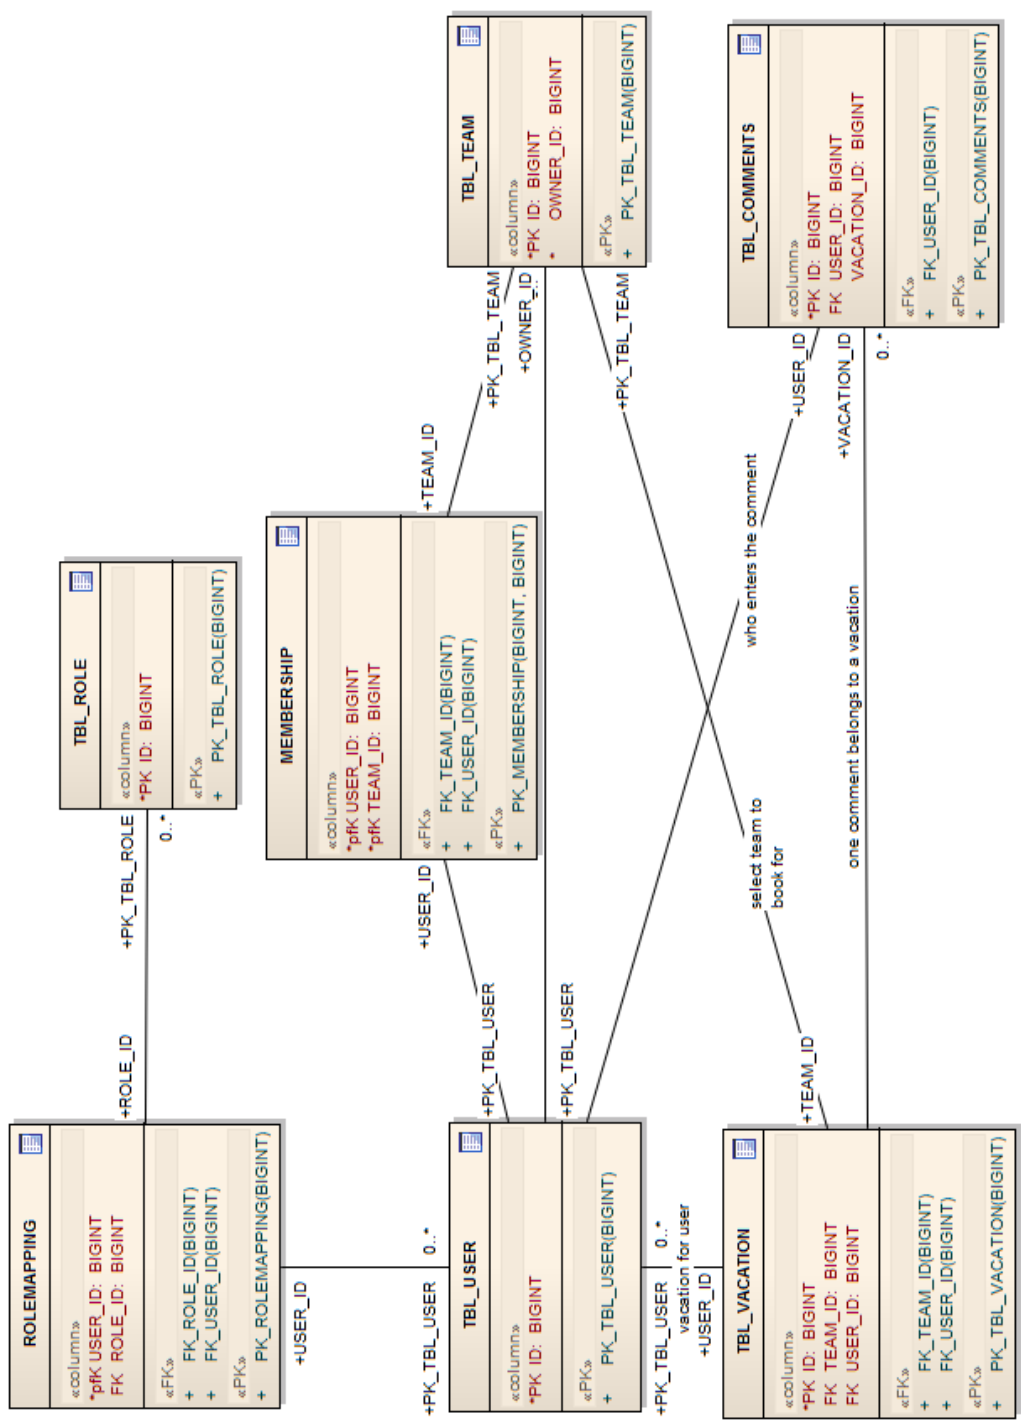 ROLEMAPPING
«column»
*pfK USER_ID: BIGINT
FK ROLE_ID: BIGINT
«FK»
+ FK_ROLE_ID(BIGINT)
+ FK_USER_ID(BIGINT)
«PK»
+ PK_ROLEMAPPING(BIGINT)
+ROLE_ID
+PK_TBL_ROLE
0..*
TBL_ROLE
«column»
*PK ID: BIGINT
«PK»
+ PK_TBL_ROLE(BIGINT)
+USER_ID
+PK_TBL_USER
0..*
MEMBERSHIP
«column»
*pfK USER_ID: BIGINT
*pfK TEAM_ID: BIGINT
«FK»
+ FK_TEAM_ID(BIGINT)
+ FK_USER_ID(BIGINT)
«PK»
+ PK_MEMBERSHIP(BIGINT, BIGINT)
+USER_ID
+PK_TBL_USER
+TEAM_ID
+PK_TBL_TEAM
TBL_USER
«column»
*PK ID: BIGINT
«PK»
+ PK_TBL_USER(BIGINT)
+PK_TBL_USER
+OWNER_ID
TBL_TEAM
«column»
*PK ID: BIGINT
* OWNER_ID: BIGINT
«PK»
+ PK_TBL_TEAM(BIGINT)
+PK_TBL_TEAM
+PK_TBL_USER
0..*
vacation for user
+USER_ID
select team to
book for
+TEAM_ID
who enters the comment
+USER_ID
TBL_VACATION
«column»
*PK ID: BIGINT
FK TEAM_ID: BIGINT
FK USER_ID: BIGINT
«FK»
+ FK_TEAM_ID(BIGINT)
+ FK_USER_ID(BIGINT)
«PK»
+ PK_TBL_VACATION(BIGINT)
one comment belongs to a vacation
+VACATION_ID
0..*
TBL_COMMENTS
«column»
*PK ID: BIGINT
FK USER_ID: BIGINT
VACATION_ID: BIGINT
«FK»
+ FK_USER_ID(BIGINT)
«PK»
+ PK_TBL_COMMENTS(BIGINT)